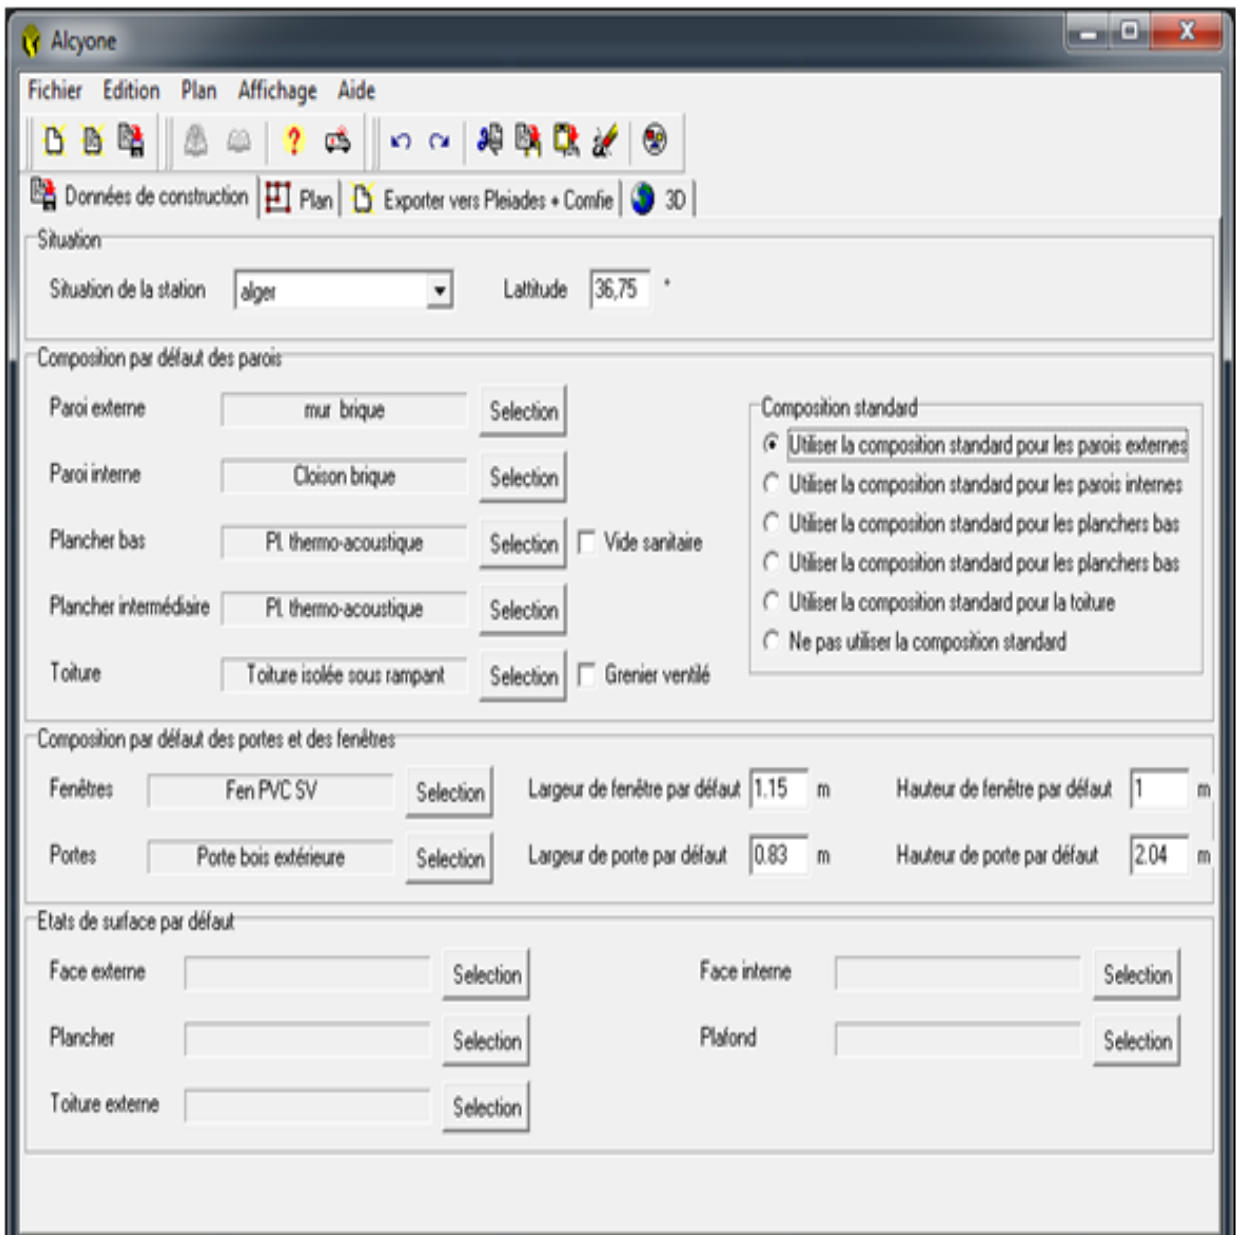 Alcyone
Fichier Edition Plan Affichage Aide
Données de construction Plan Exporter vers Pleiades + Comfie 3D
Situation
Situation de la station alger Lattitude 36,75 °
Composition par défaut des parois
Paroi externe mur brique Selection
Paroi interne Cloison brique Selection
Plancher bas Pl. thermo-acoustique Selection Vide sanitaire
Plancher intermédiaire Pl. thermo-acoustique Selection
Toiture Toiture isolée sous rampant Selection Grenier ventilé
Composition standard
Utiliser la composition standard pour les parois externes
Utiliser la composition standard pour les parois internes
Utiliser la composition standard pour les planchers bas
Utiliser la composition standard pour les planchers bas
Utiliser la composition standard pour la toiture
Ne pas utiliser la composition standard
Composition par défaut des portes et des fenêtres
Fenêtres Fen PVC SV Selection Largeur de fenêtre par défaut 1.15 m Hauteur de fenêtre par défaut 1 m
Portes Porte bois extérieure Selection Largeur de porte par défaut 0.83 m Hauteur de porte par défaut 2.04 m
Etats de surface par défaut
Face externe Selection Face interne Selection
Plancher Selection Plafond Selection
Toiture externe Selection